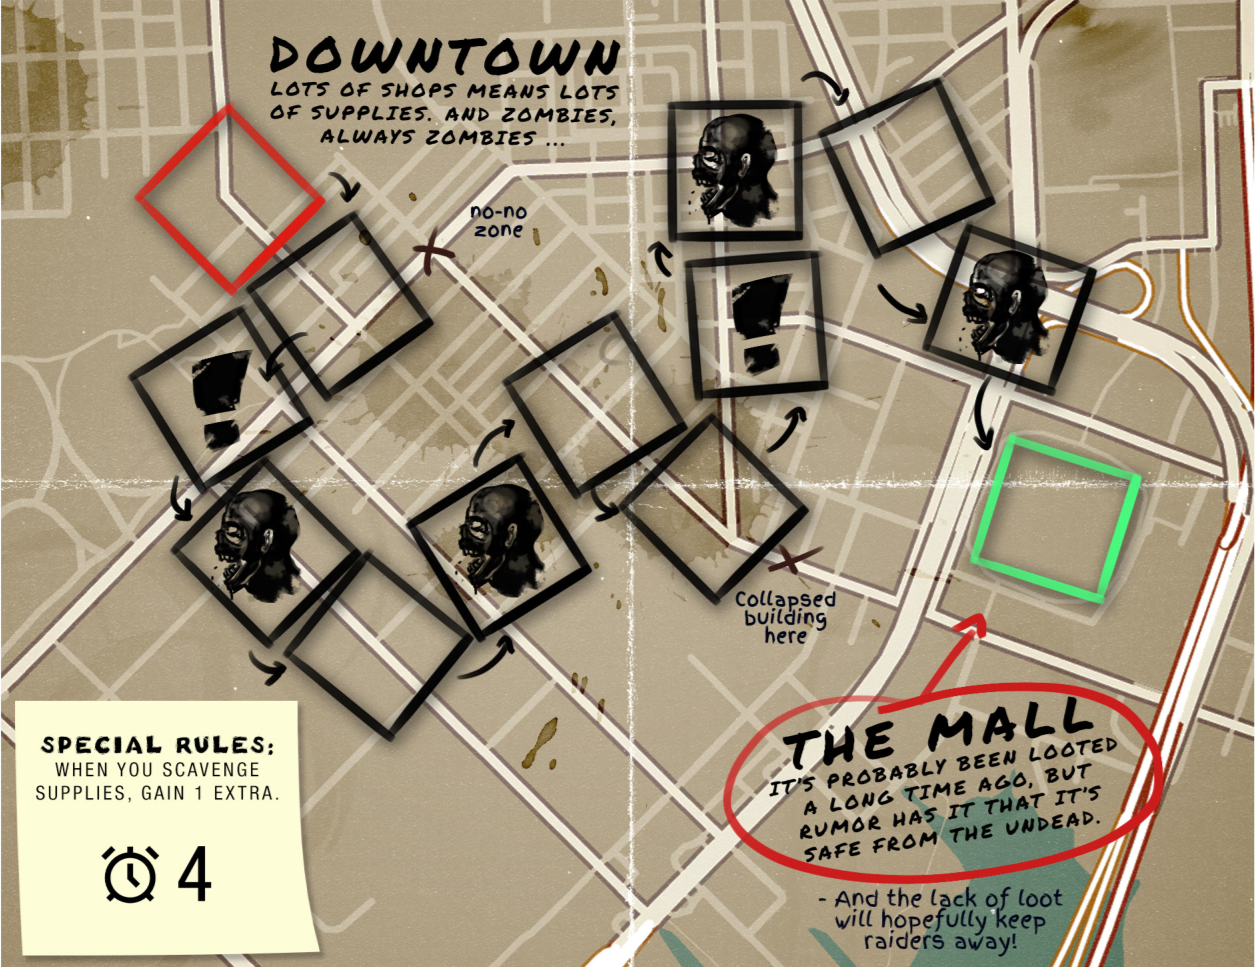 DOWNTOWN
LOTS OF SHOPS MEANS LOTS
OF SUPPLIES. AND ZOMBIES,
ALWAYS ZOMBIES ...
no-no
zone
Collapsed
building
here
SPECIAL RULES:
WHEN YOU SCAVENGE
SUPPLIES, GAIN 1 EXTRA.
4
THE MALL
IT'S PROBABLY BEEN LOOTED
A LONG TIME AGO, BUT
RUMOR HAS IT THAT IT'S
SAFE FROM THE UNDEAD.
- And the lack of loot
will hopefully keep
raiders away!